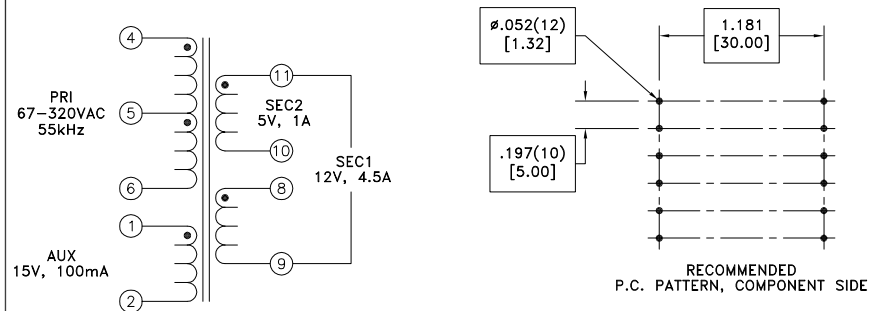 4
PRI
67-320VAC
55kHz
5
6
1
AUX
15V, 100mA
2
11
SEC2
5V, 1A
10
SEC1
12V, 4.5A
8
9
ø.052(12)
[1.32]
1.181
[30.00]
.197(10)
[5.00]
RECOMMENDED
P.C. PATTERN, COMPONENT SIDE